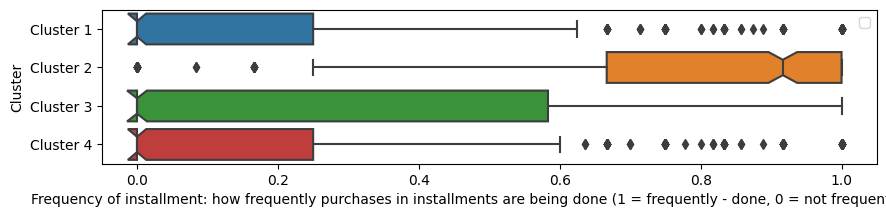 Cluster 1
Cluster 2
Cluster 3
Cluster 4
Cluster
0.0 0.2 0.4 0.6 0.8 1.0
Frequency of installment: how frequently purchases in installments are being done (1 = frequently - done, 0 = not frequen